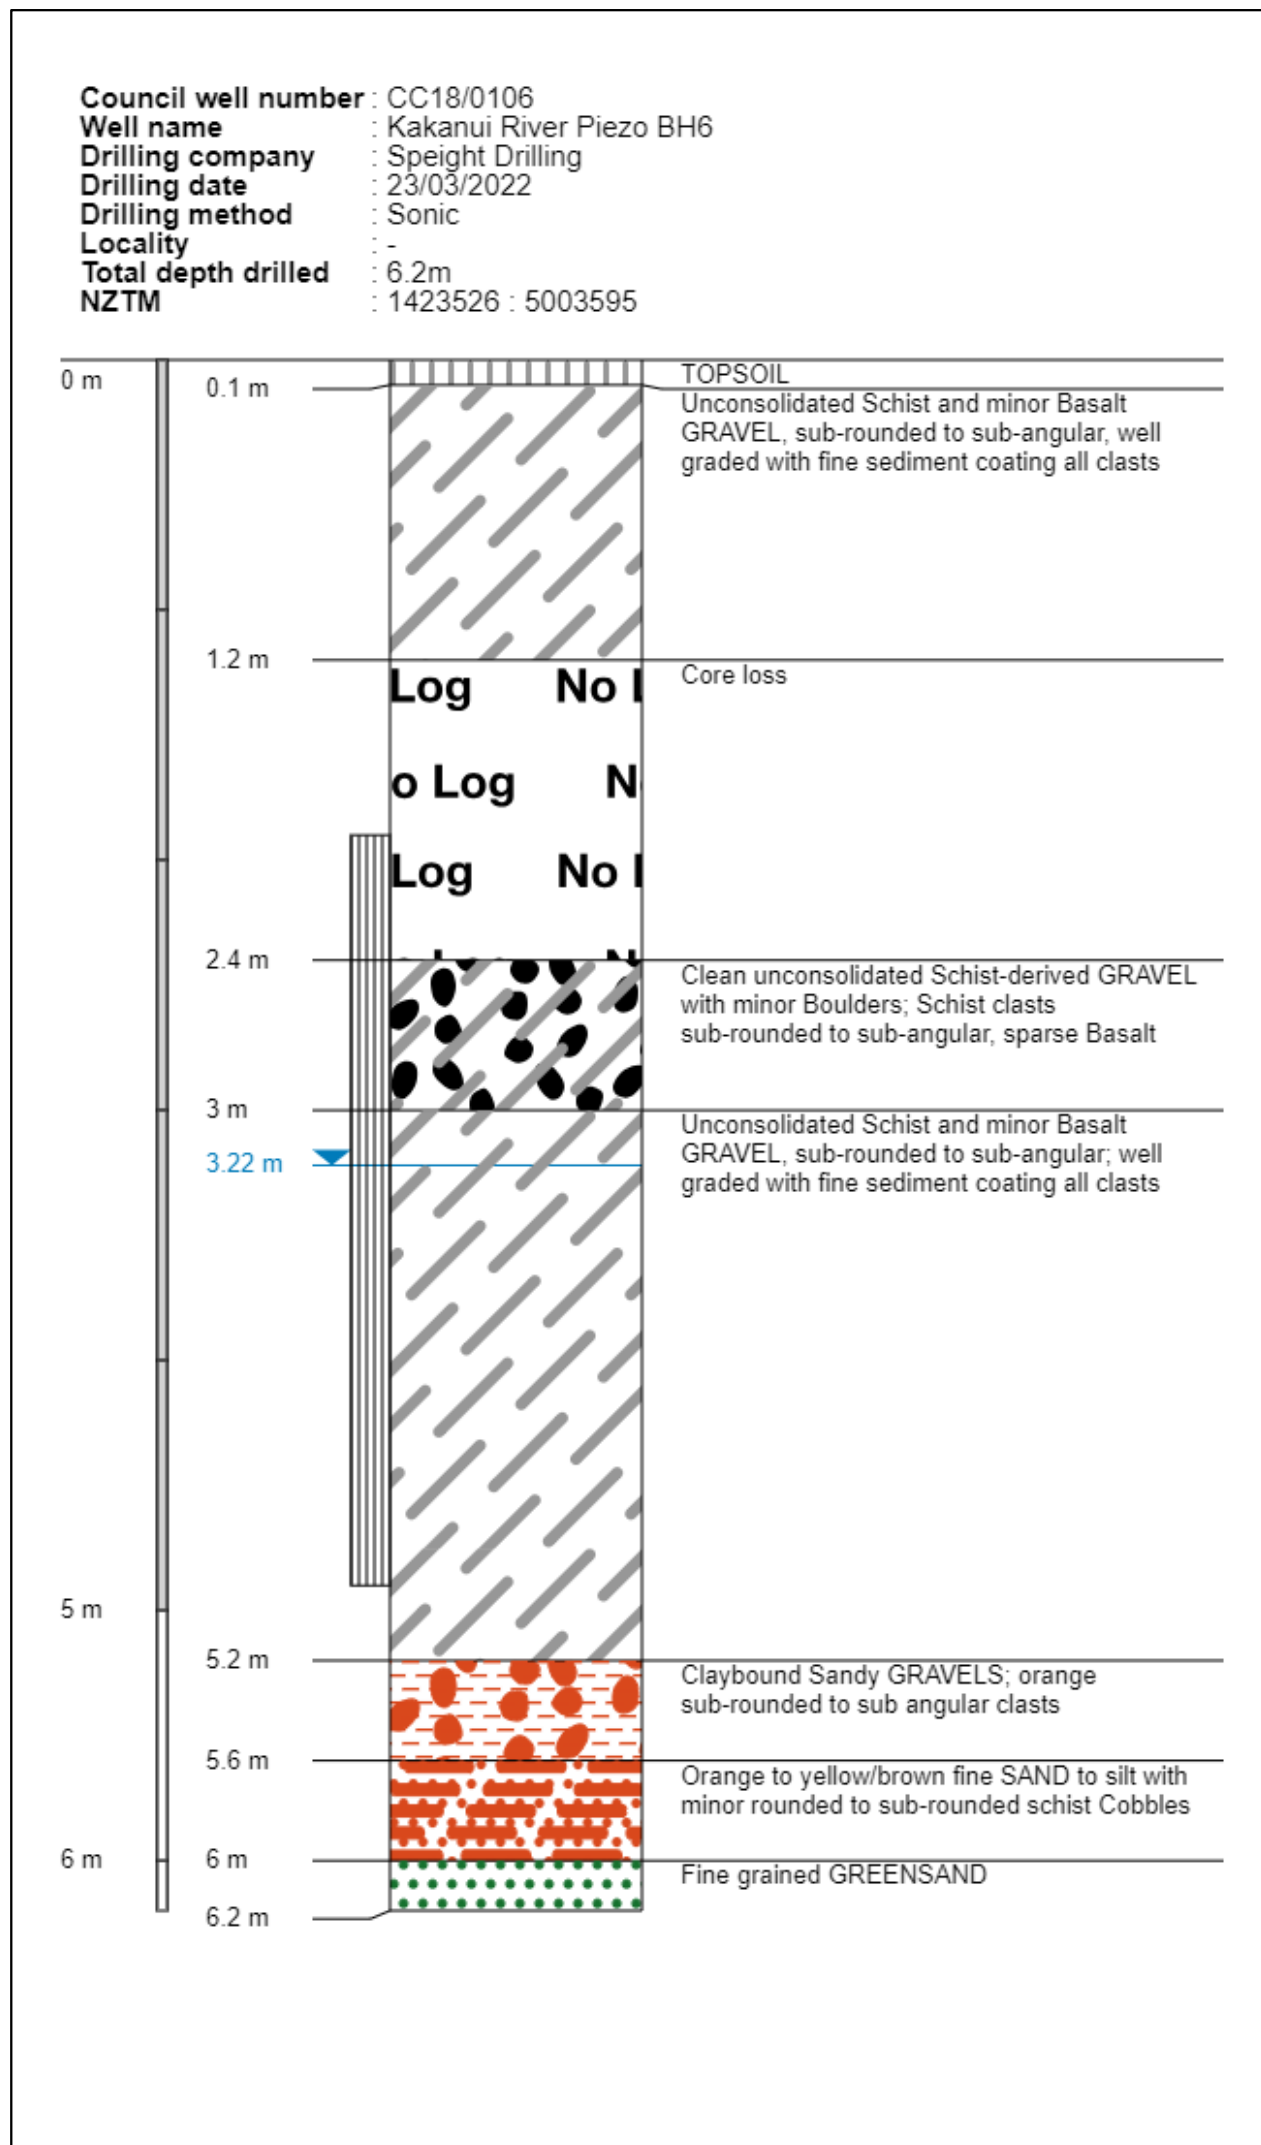 Council well number : CC18/0106
Well name : Kakanui River Piezo BH6
Drilling company : Speight Drilling
Drilling date : 23/03/2022
Drilling method : Sonic
Locality : -
Total depth drilled : 6.2m
NZTM : 1423526 : 5003595
0 m
TOPSOIL
0.1 m
Unconsolidated Schist and minor Basalt
GRAVEL, sub-rounded to sub-angular, well
graded with fine sediment coating all clasts
1.2 m
Core loss
Log No L
o Log No
Log No L
2.4 m
Clean unconsolidated Schist-derived GRAVEL
with minor Boulders; Schist clasts
sub-rounded to sub-angular, sparse Basalt
3 m
Unconsolidated Schist and minor Basalt
GRAVEL, sub-rounded to sub-angular; well
graded with fine sediment coating all clasts
3.22 m
5 m
5.2 m
Claybound Sandy GRAVELS; orange
sub-rounded to sub angular clasts
5.6 m
Orange to yellow/brown fine SAND to silt with
minor rounded to sub-rounded schist Cobbles
6 m
6 m
Fine grained GREENSAND
6.2 m